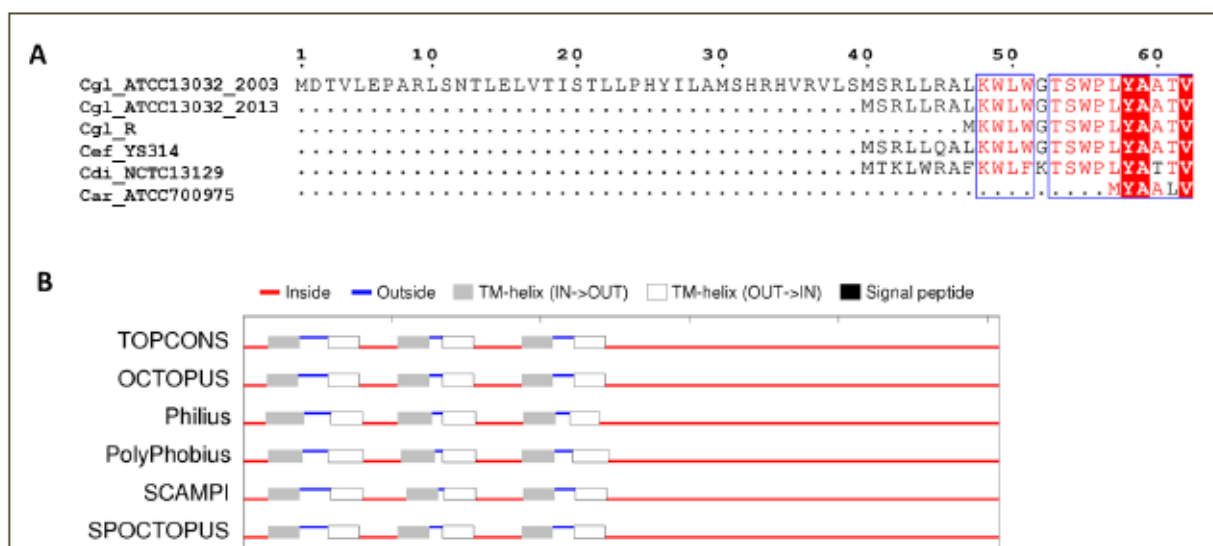 A
1 10 20 30 40 50 60
Cgl_ATCC13032_2003 MDTVLEPARLSNTLELVTISTLLPHYILAMSHRHVRVLSMSRLLRALKWLWGTSWPLYAATV
Cgl_ATCC13032_2013 .......................................MSRLLRALKWLWGTSWPLYAATV
Cgl_R ..............................................MKWLWGTSWPLYAATV
Cef_YS314 .......................................MSRLLQALKWLWGTSWPLYAATV
Cdi_NCTC13129 .......................................MTKLWRAFKWLFKTSWPLYATTV
Car_ATCC700975 ........................................................MYAALV
B
Inside Outside TM-helix (IN->OUT) TM-helix (OUT->IN) Signal peptide
TOPCONS
OCTOPUS
Philius
PolyPhobius
SCAMPI
SPOCTOPUS